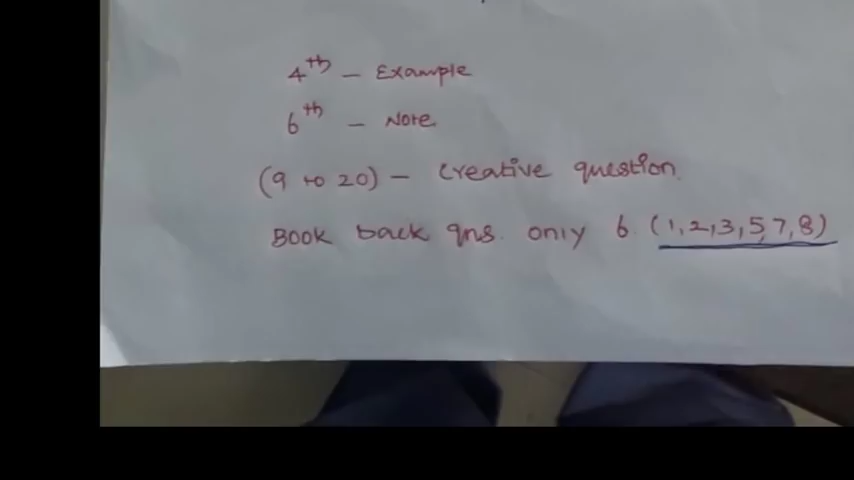 4th - Example
6th - Note
(9 to 20) - Creative question.
Book back qns. only 6. (1,2,3,5,7,8)